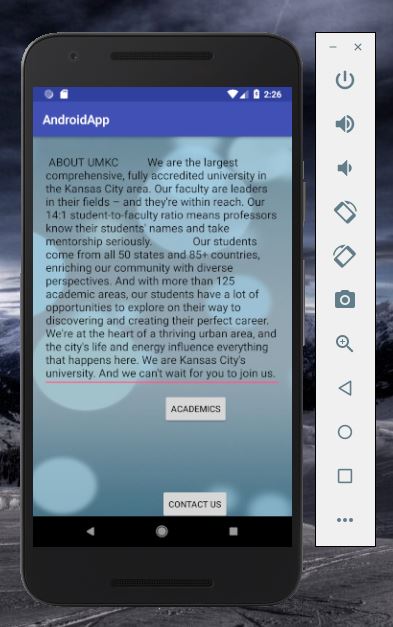 2:26
AndroidApp
ABOUT UMKC We are the largest
comprehensive, fully accredited university in
the Kansas City area. Our faculty are leaders
in their fields – and they're within reach. Our
14:1 student-to-faculty ratio means professors
know their students' names and take
mentorship seriously. Our students
come from all 50 states and 85+ countries,
enriching our community with diverse
perspectives. And with more than 125
academic areas, our students have a lot of
opportunities to explore on their way to
discovering and creating their perfect career.
We're at the heart of a thriving urban area, and
the city's life and energy influence everything
that happens here. We are Kansas City's
university. And we can't wait for you to join us.
ACADEMICS
CONTACT US